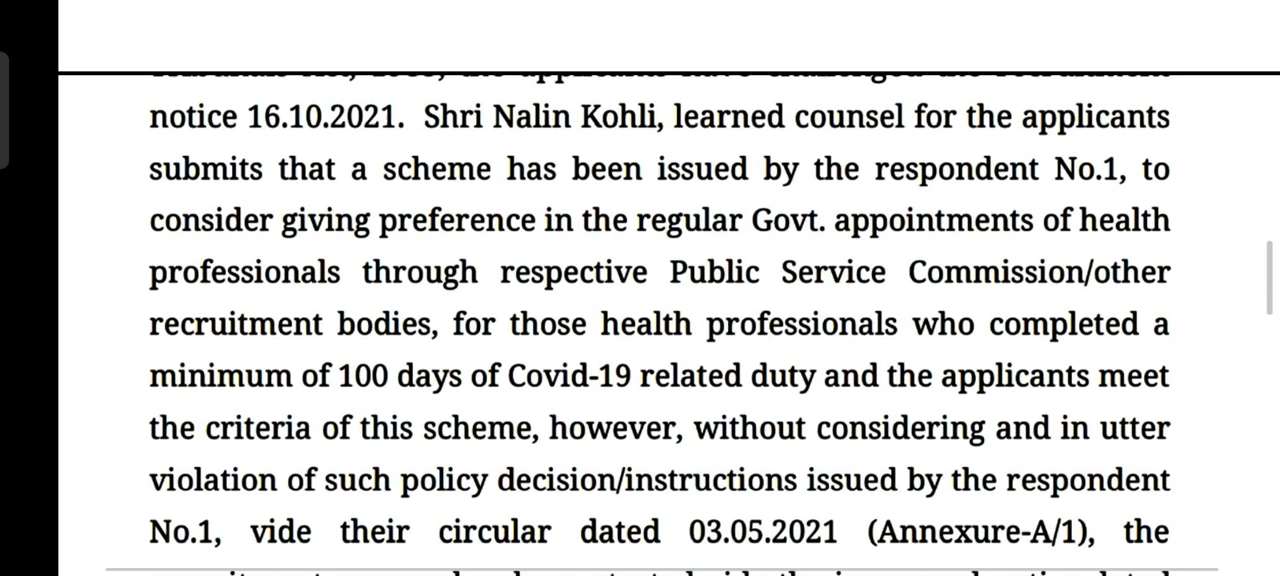 notice 16.10.2021. Shri Nalin Kohli, learned counsel for the applicants
submits that a scheme has been issued by the respondent No.1, to
consider giving preference in the regular Govt. appointments of health
professionals through respective Public Service Commission/other
recruitment bodies, for those health professionals who completed a
minimum of 100 days of Covid-19 related duty and the applicants meet
the criteria of this scheme, however, without considering and in utter
violation of such policy decision/instructions issued by the respondent
No.1, vide their circular dated 03.05.2021 (Annexure-A/1), the